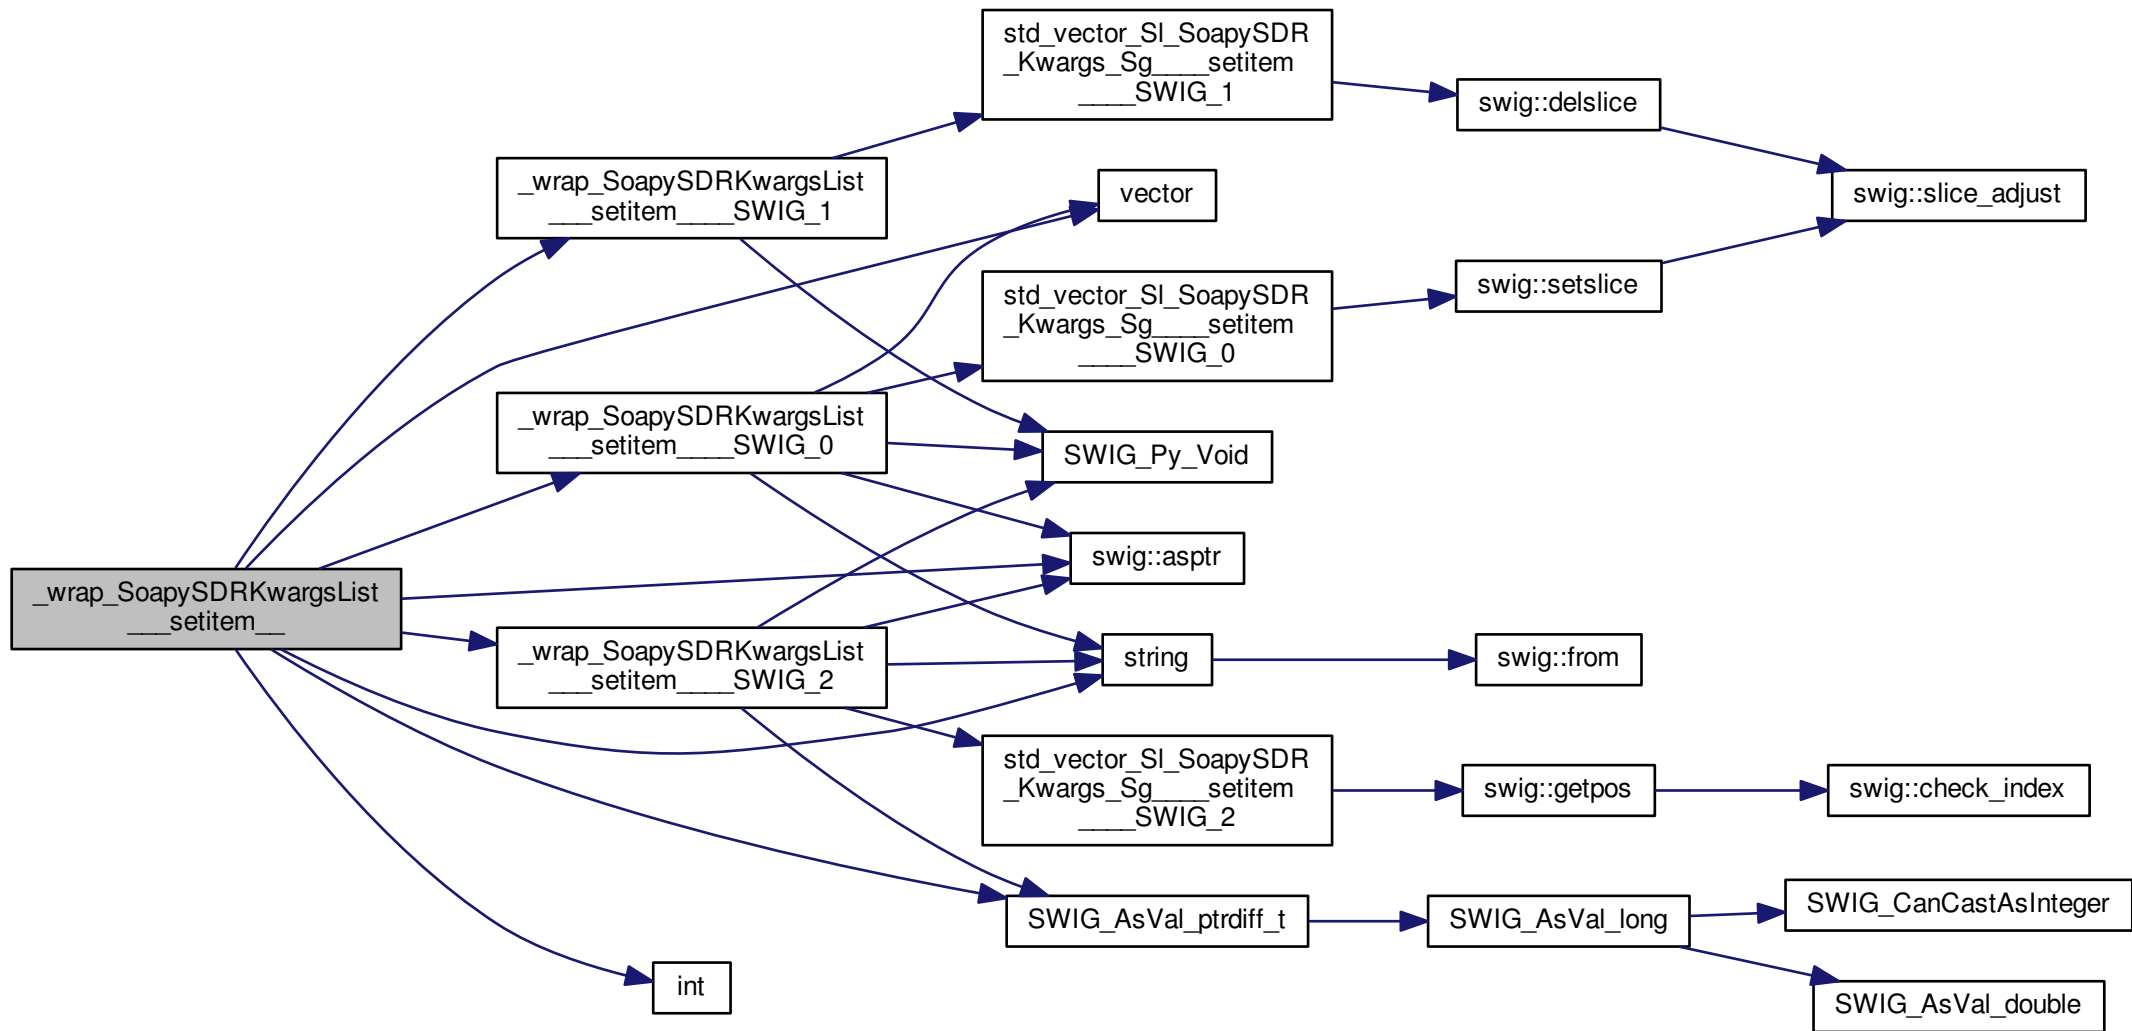 std_vector_Sl_SoapySDR
_Kwargs_Sg____setitem
____SWIG_1
swig::delslice
_wrap_SoapySDRKwargsList
___setitem____SWIG_1
vector
swig::slice_adjust
std_vector_Sl_SoapySDR
_Kwargs_Sg____setitem
____SWIG_0
swig::setslice
_wrap_SoapySDRKwargsList
___setitem____SWIG_0
SWIG_Py_Void
swig::asptr
_wrap_SoapySDRKwargsList
___setitem__
_wrap_SoapySDRKwargsList
___setitem____SWIG_2
string
swig::from
std_vector_Sl_SoapySDR
_Kwargs_Sg____setitem
____SWIG_2
swig::getpos
swig::check_index
SWIG_AsVal_ptrdiff_t
SWIG_AsVal_long
SWIG_CanCastAsInteger
int
SWIG_AsVal_double